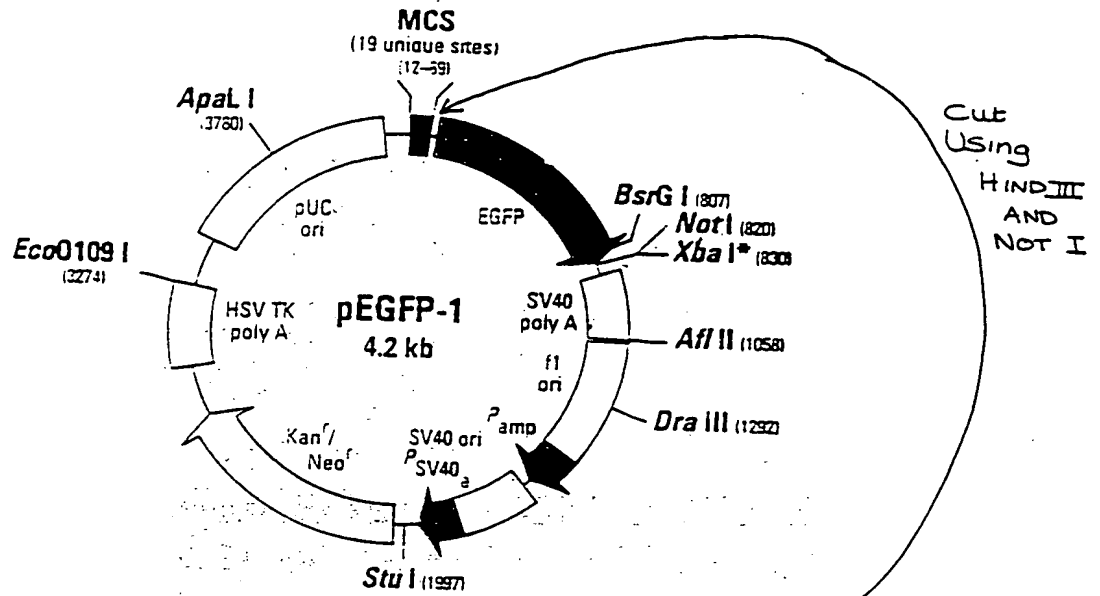 MCS
(19 unique sites)
(12–69)
ApaL I
(3760)
BsrG I (807)
Not I (820)
Xba I* (830)
EGFP
pUC
ori
EcoO109 I
(3274)
HSV TK
poly A
pEGFP-1
4.2 kb
SV40
poly A
Afl II (1058)
f1
ori
Dra III (1292)
Pamp
SV40 ori
PSV40e
Kanr/
Neor
Stu I (1997)
Cut
Using
HIND III
AND
NOT I